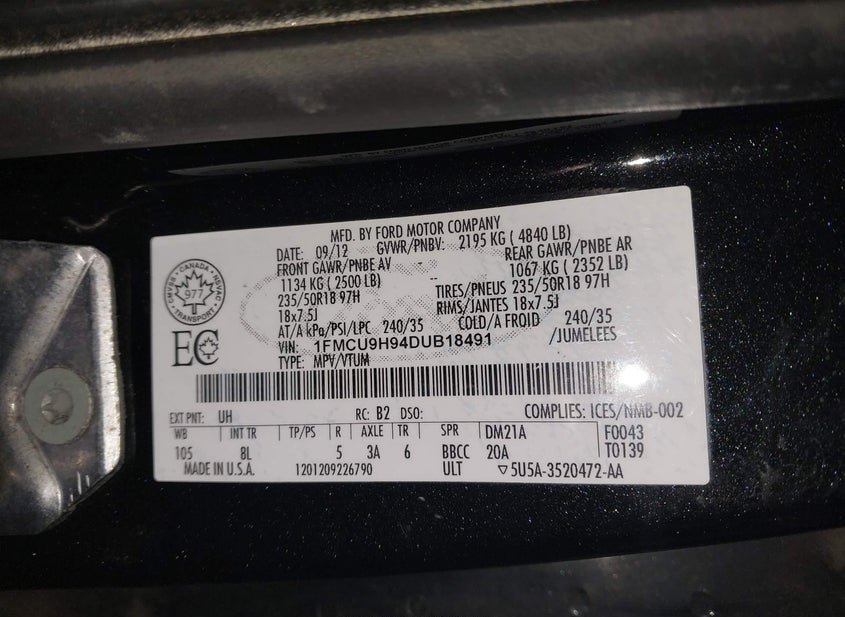 MFD. BY FORD MOTOR COMPANY
DATE: 09/12 GVWR/PNBV: 2195 KG ( 4840 LB)
FRONT GAWR/PNBE AV REAR GAWR/PNBE AR
1134 KG ( 2500 LB) 1067 KG ( 2352 LB)
235/50R18 97H TIRES/PNEUS 235/50R18 97H
18x7.5J RIMS/JANTES 18x7.5J
AT/A kPa/PSI/LPC 240/35 COLD/A FROID 240/35
VIN: 1FMCU9H94DUB18491 /JUMELEES
TYPE: MPV/VTUM
CANADA
CMVSS NSVAC
977
TRANSPORT
EC
EXT PNT: UH RC: B2 DSO: COMPLIES: ICES/NMB-002
WB INT TR TP/PS R AXLE TR SPR DM21A F0043
105 8L 5 3A 6 BBCC 20A T0139
MADE IN U.S.A. 1201209226790 ULT ▽5U5A-3520472-AA